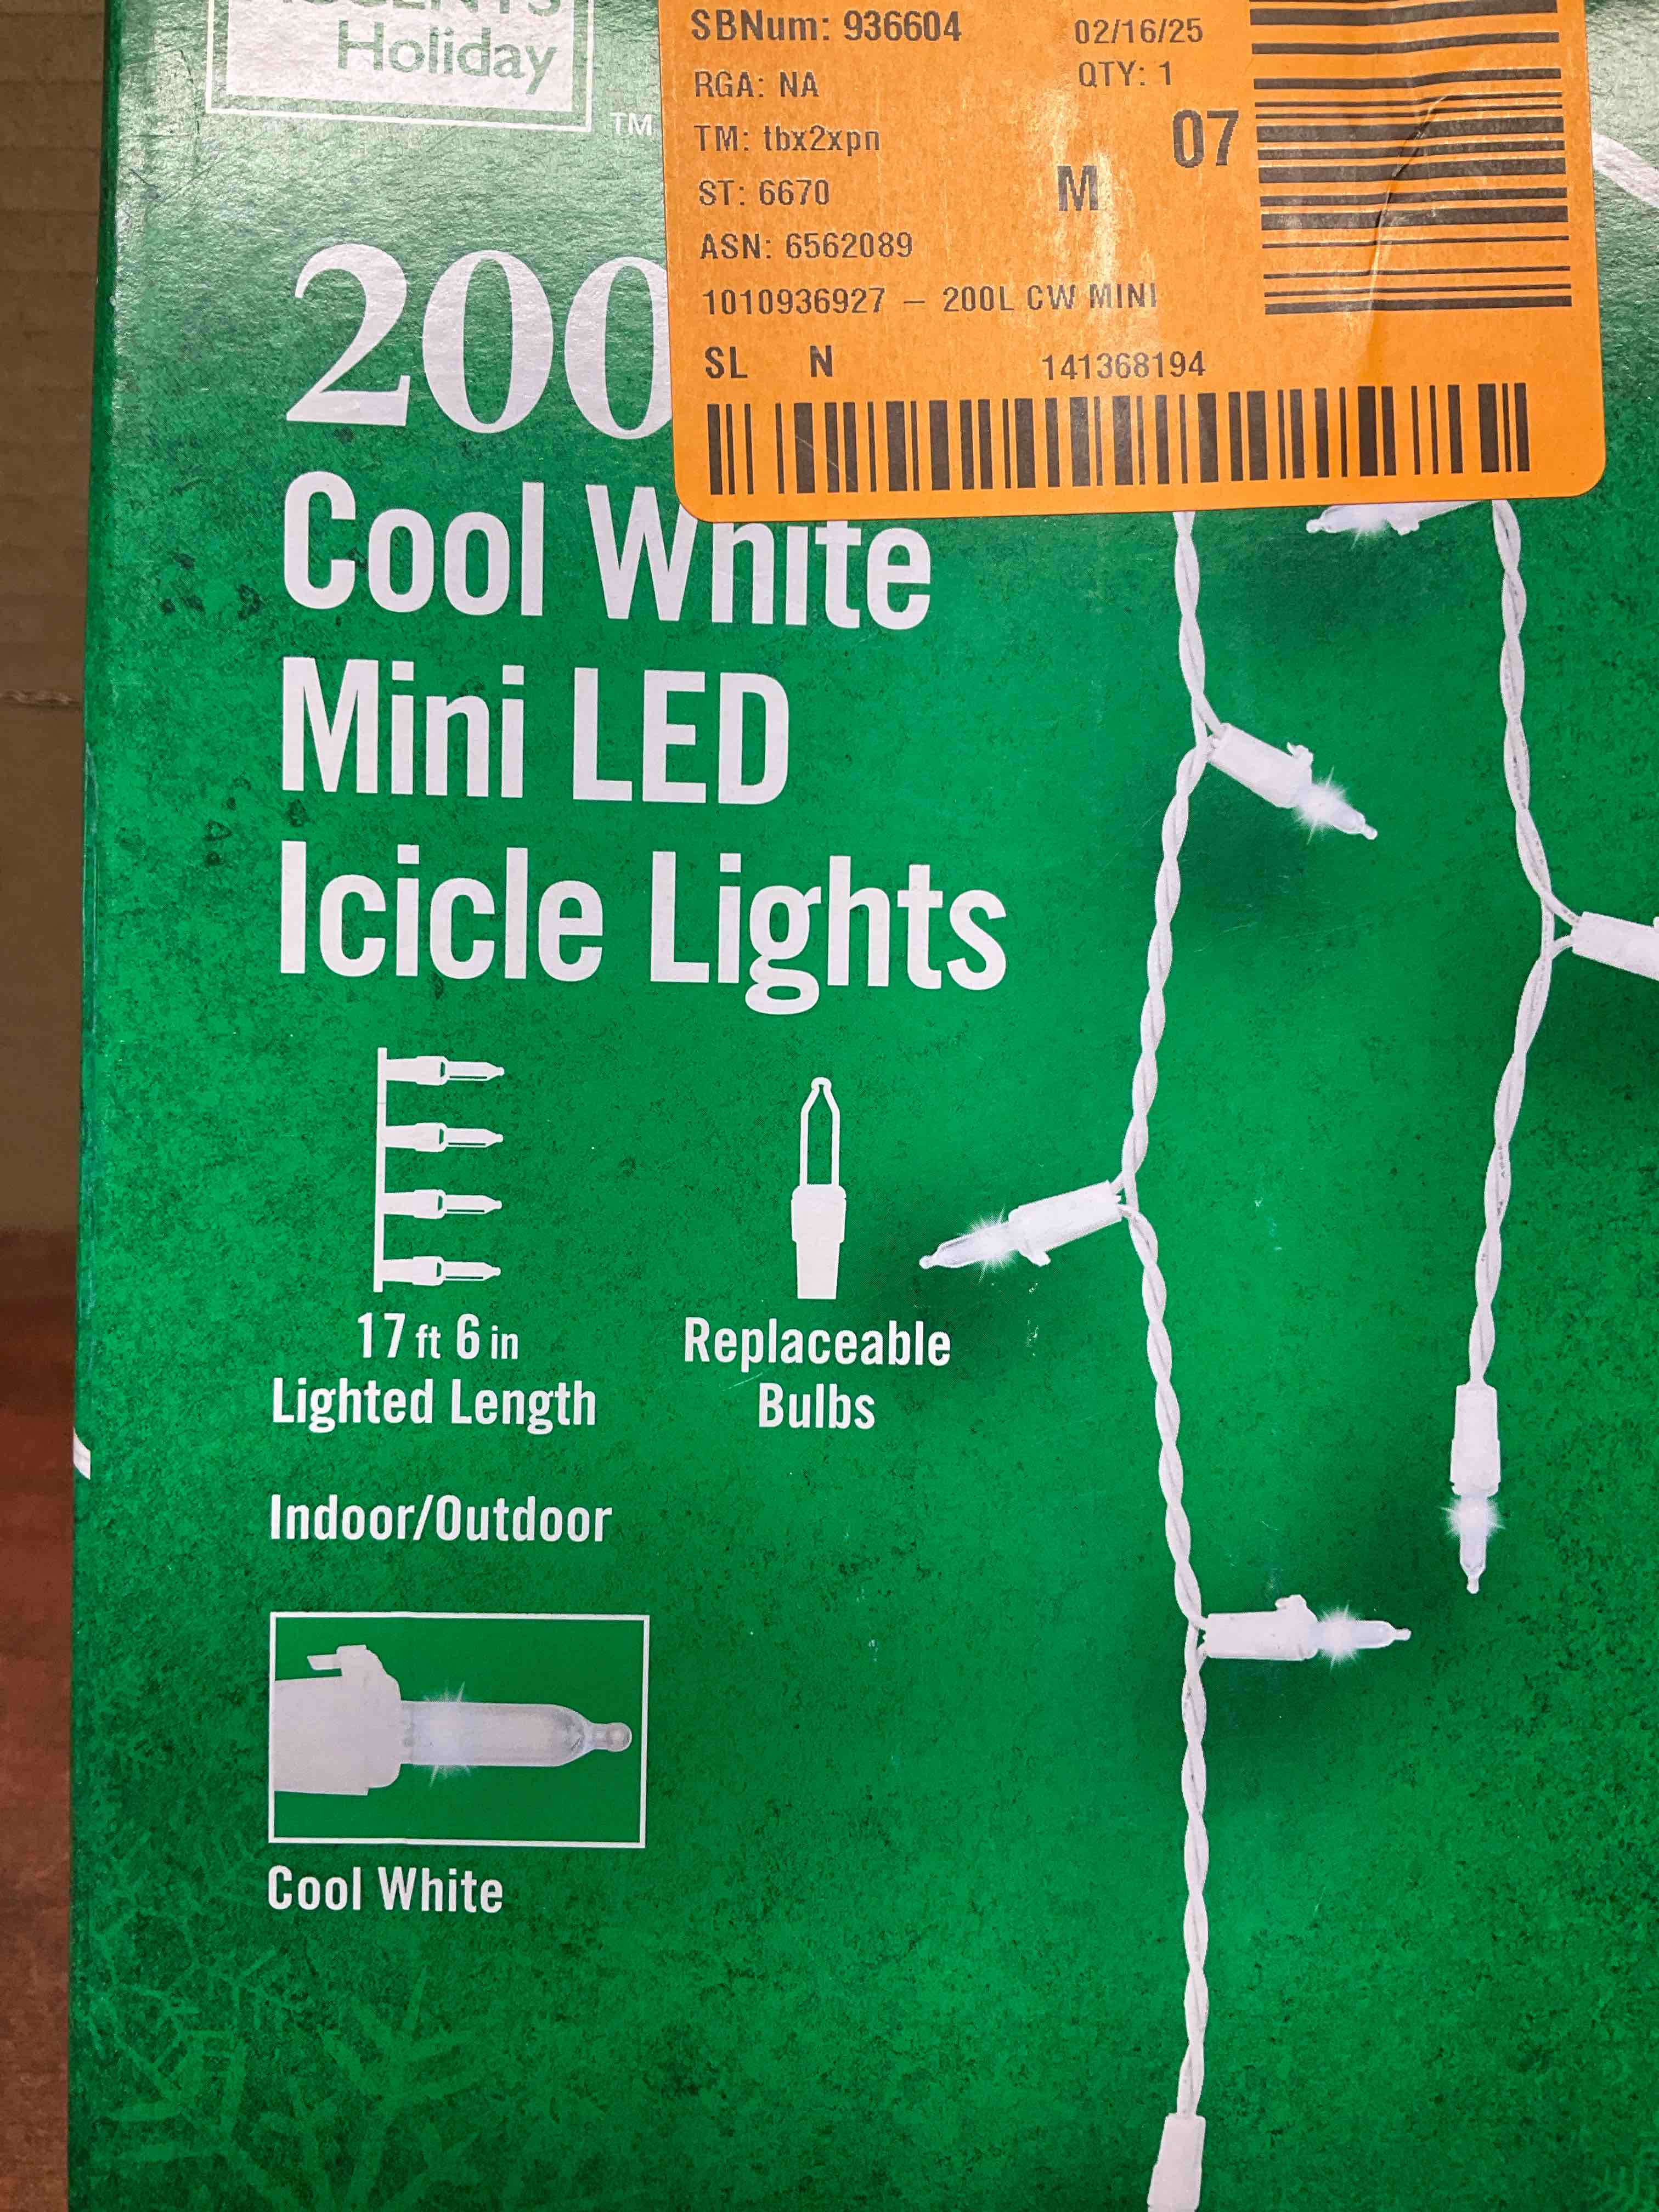 Holiday
TM
SBNum: 936604
02/16/25
RGA: NA
QTY: 1
TM: tbx2xpn
07
ST: 6670
M
ASN: 6562089
1010936927 – 200L CW MINI
SL N 141368194
200
Cool White
Mini LED
Icicle Lights
17 ft 6 in
Lighted Length
Replaceable
Bulbs
Indoor/Outdoor
Cool White